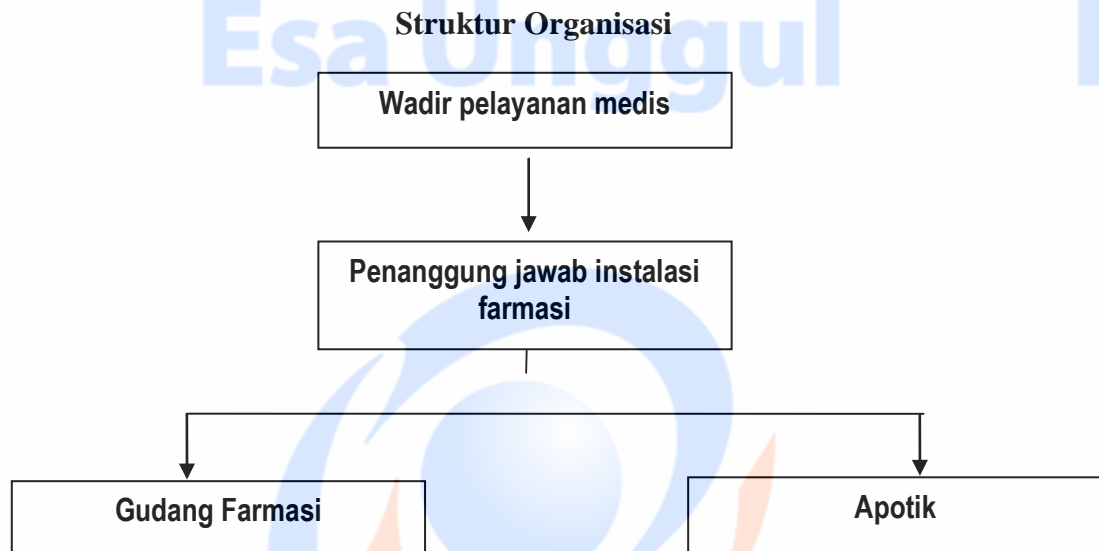 Esa Unggul
Struktur Organisasi
Wadir pelayanan medis
Penanggung jawab instalasi
farmasi
Gudang Farmasi
Apotik